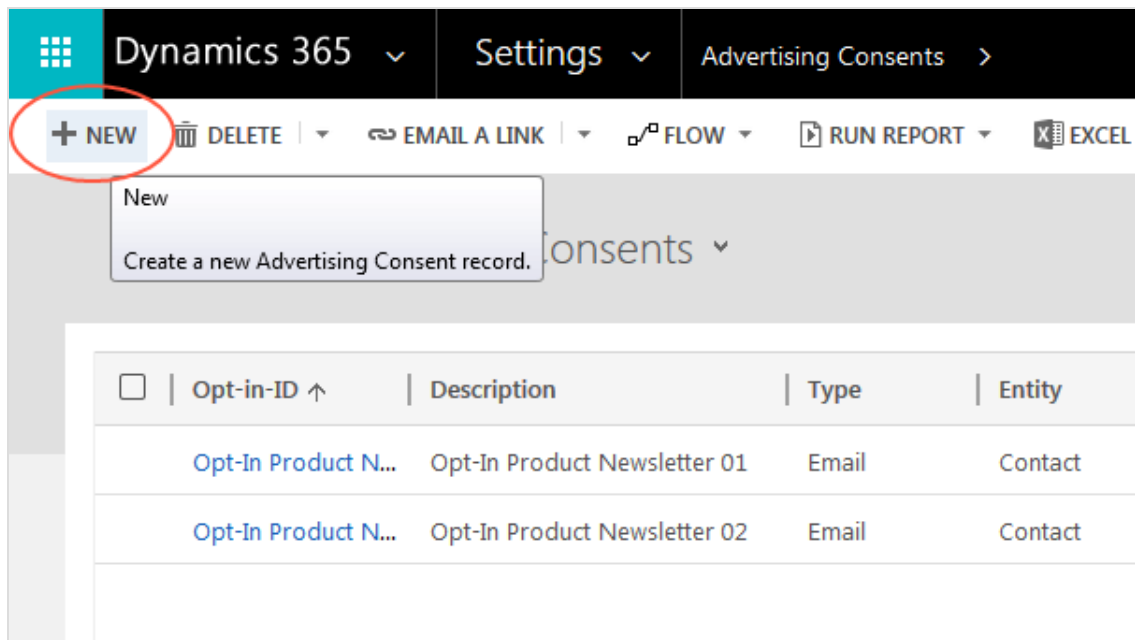 Dynamics 365 Settings Advertising Consents
NEW DELETE EMAIL A LINK FLOW RUN REPORT EXCEL
New
Create a new Advertising Consent record.
onsents
Opt-in-ID Description Type Entity
Opt-In Product N... Opt-In Product Newsletter 01 Email Contact
Opt-In Product N... Opt-In Product Newsletter 02 Email Contact